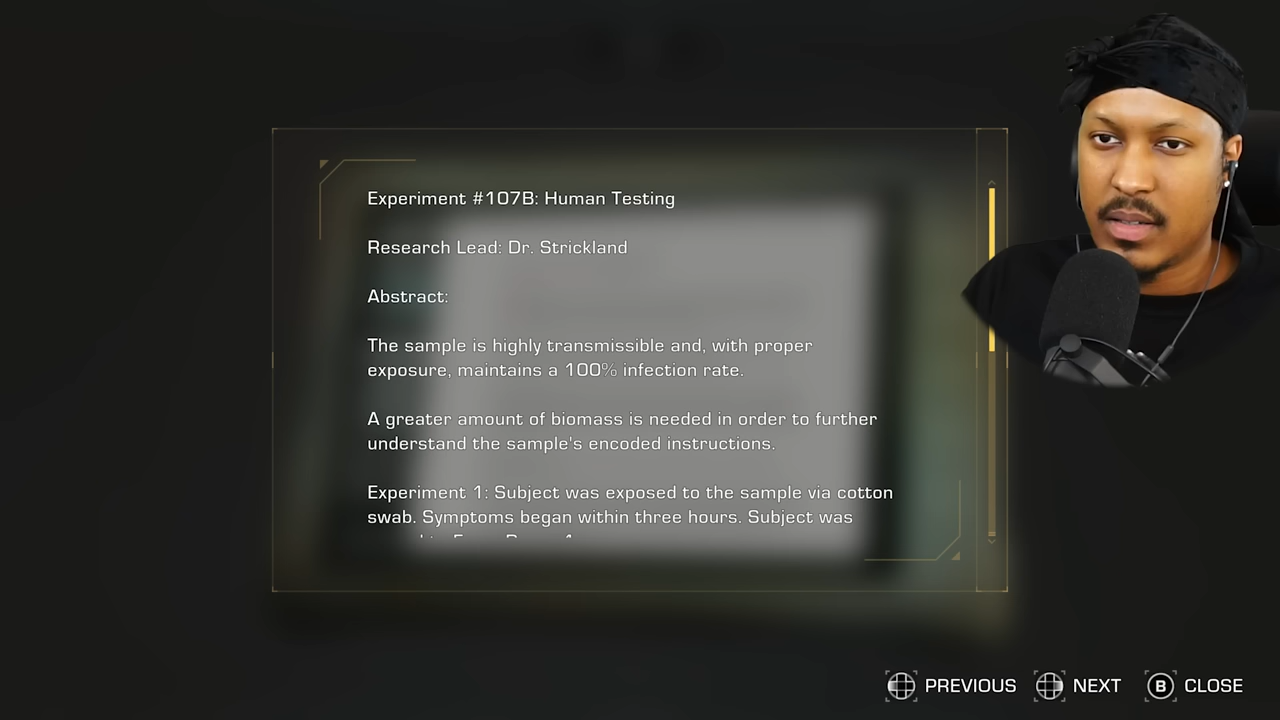 Experiment #107B: Human Testing
Research Lead: Dr. Strickland
Abstract:
The sample is highly transmissible and, with proper
exposure, maintains a 100% infection rate.
A greater amount of biomass is needed in order to further
understand the sample's encoded instructions.
Experiment 1: Subject was exposed to the sample via cotton
swab. Symptoms began within three hours. Subject was
PREVIOUS NEXT B CLOSE